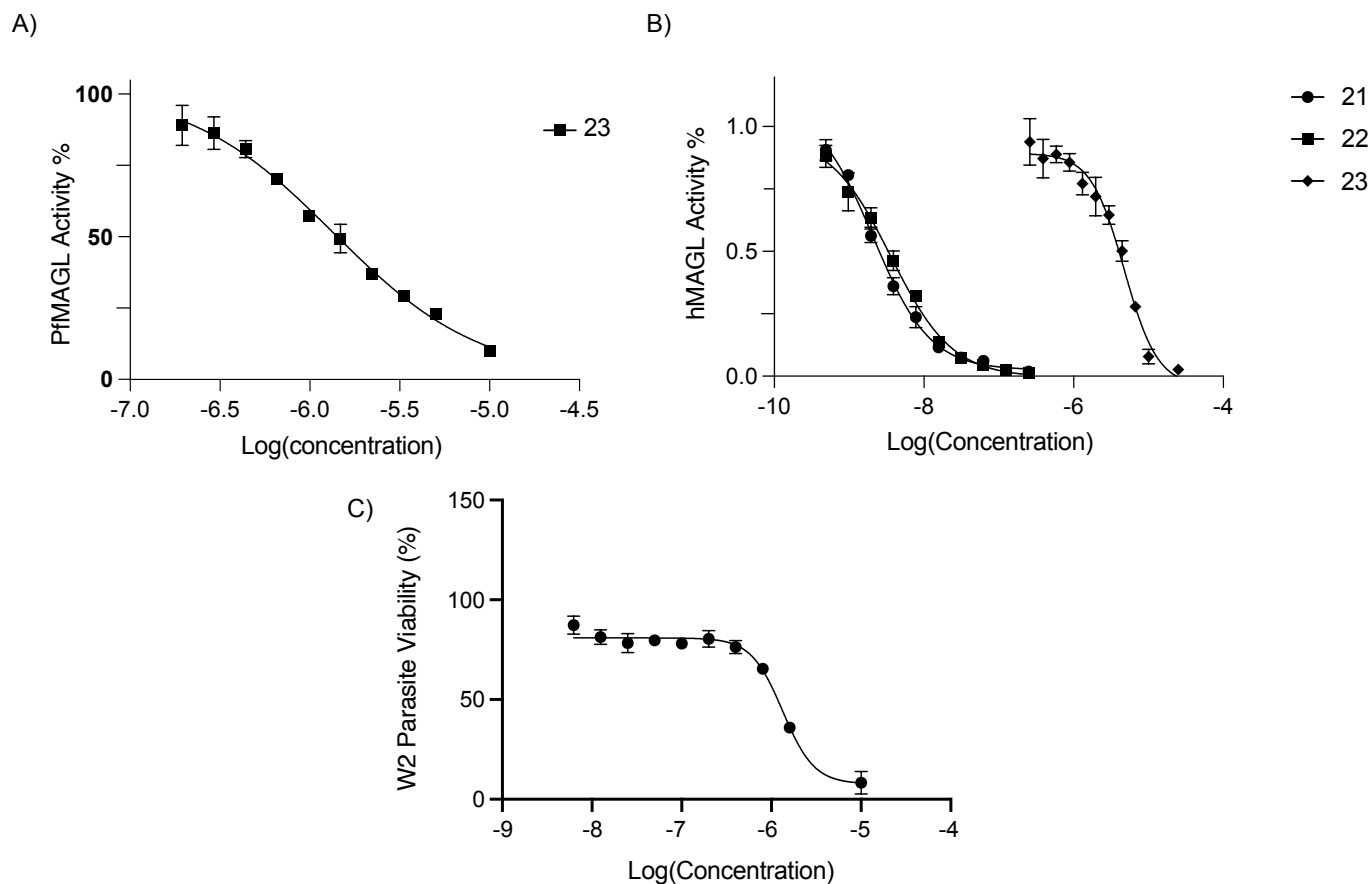 A)
PfMAGL Activity %
100
50
0
-7.0 -6.5 -6.0 -5.5 -5.0 -4.5
Log(concentration)
23
B)
hMAGL Activity %
1.0
0.5
0.0
-10 -8 -6 -4
Log(Concentration)
21
22
23
C)
W2 Parasite Viability (%)
150
100
50
0
-9 -8 -7 -6 -5 -4
Log(Concentration)